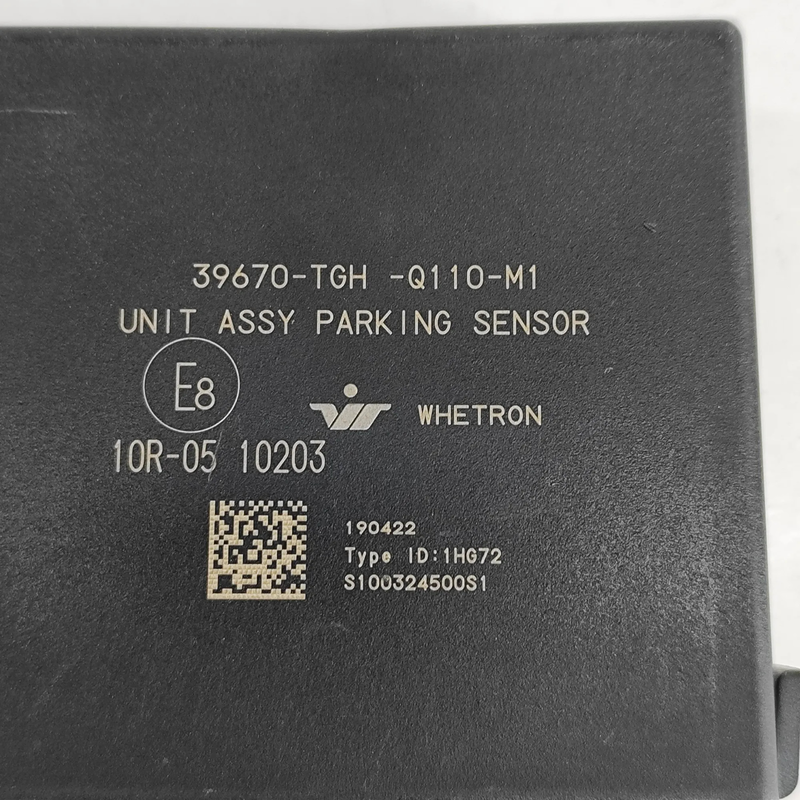 39670-TGH -Q110-M1
UNIT ASSY PARKING SENSOR
E8
WHETRON
10R-05 10203
190422
Type ID:1HG72
S100324500S1